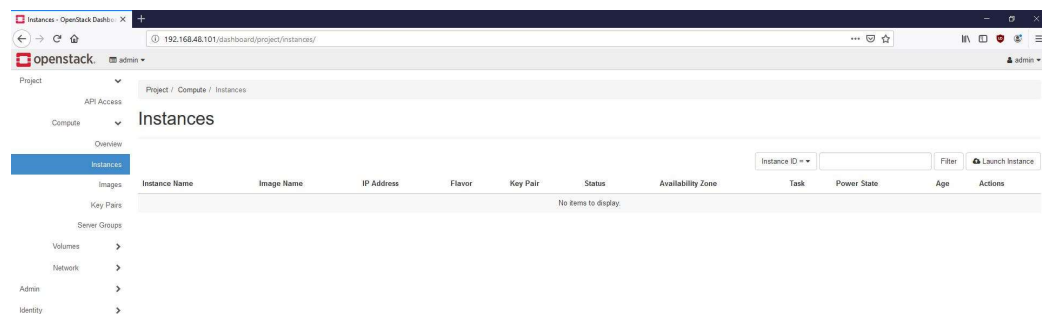 Instances - OpenStack Dashbo
192.168.48.101/dashboard/project/instances/
openstack. admin admin
Project
API Access
Compute
Overview
Instances
Images
Key Pairs
Server Groups
Volumes
Network
Admin
Identity
Project / Compute / Instances
Instances
Instance ID = Filter Launch Instance
Instance Name Image Name IP Address Flavor Key Pair Status Availability Zone Task Power State Age Actions
No items to display.